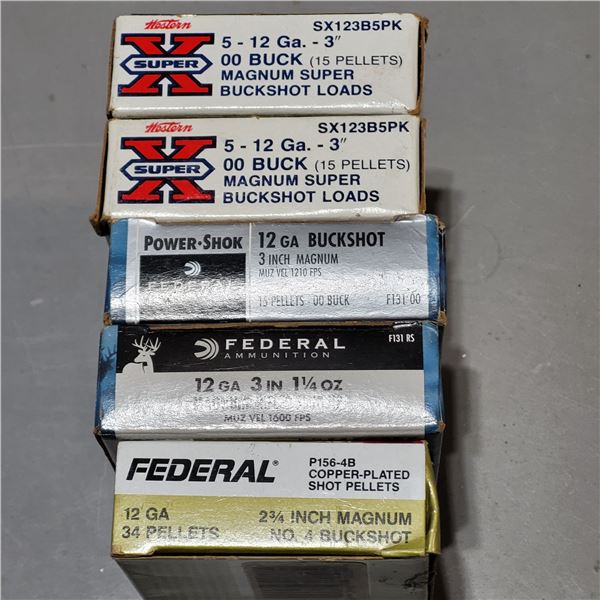 Western
X
SUPER
SX123B5PK
5 - 12 Ga. - 3"
00 BUCK (15 PELLETS)
MAGNUM SUPER
BUCKSHOT LOADS
Western
X
SUPER
SX123B5PK
5 - 12 Ga. - 3"
00 BUCK (15 PELLETS)
MAGNUM SUPER
BUCKSHOT LOADS
POWER·SHOK
FEDERAL
12 GA BUCKSHOT
3 INCH MAGNUM
MUZ VEL 1210 FPS
15 PELLETS - 00 BUCK
F131 00
FEDERAL
AMMUNITION
F131 RS
12 GA 3 IN 1¼ OZ
MUZ VEL 1600 FPS
FEDERAL®
P156-4B
COPPER-PLATED
SHOT PELLETS
12 GA
34 PELLETS
2¾ INCH MAGNUM
NO. 4 BUCKSHOT